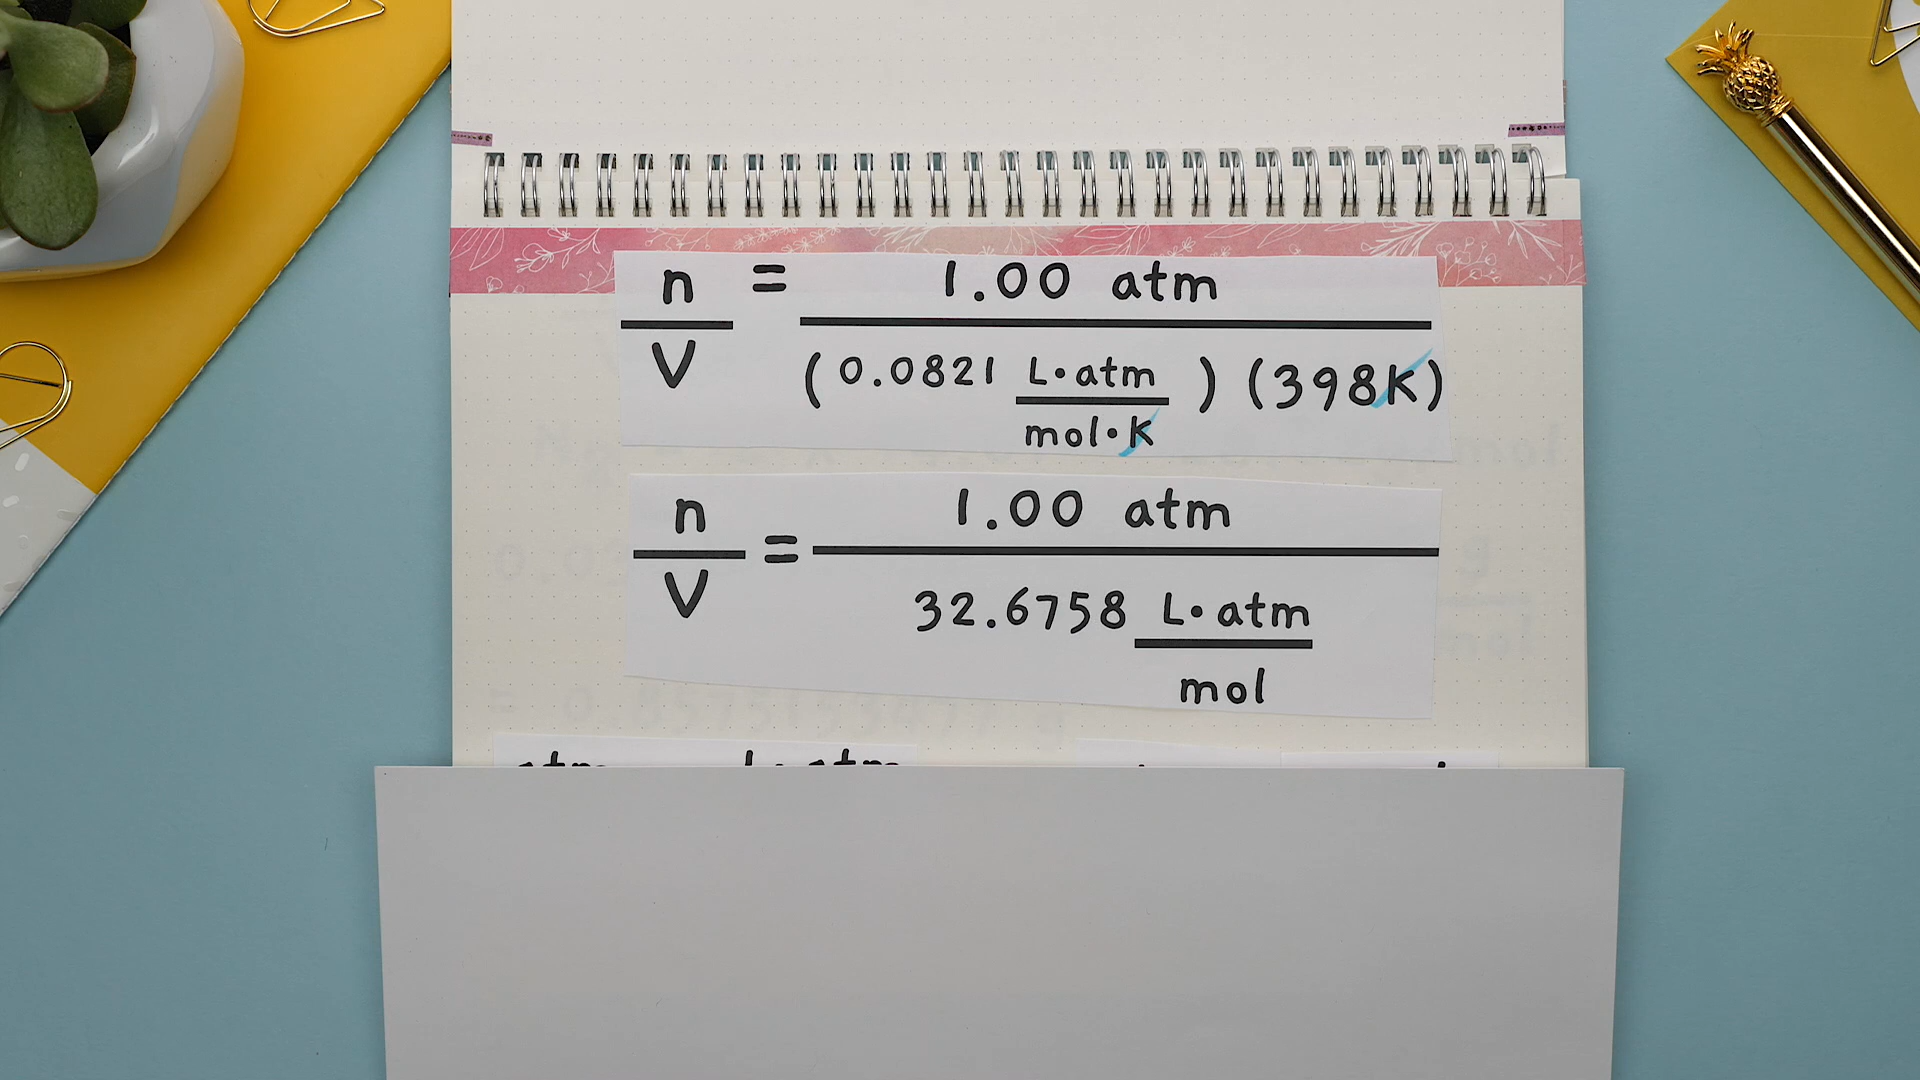 n = 1.00 atm
V (0.0821 L·atm ) (398K)
mol·K
n = 1.00 atm
V 32.6758 L·atm
mol